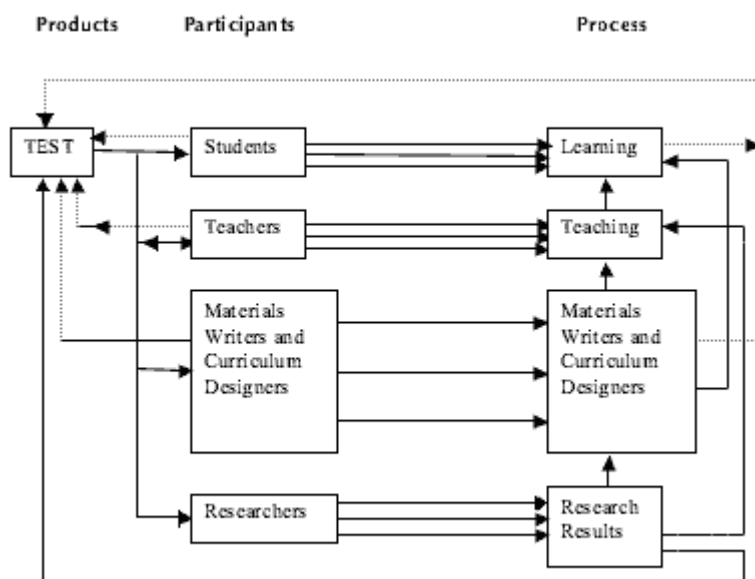 Products Participants Process
TEST
Students
Learning
Teachers
Teaching
Materials
Writers and
Curriculum
Designers
Materials
Writers and
Curriculum
Designers
Researchers
Research
Results